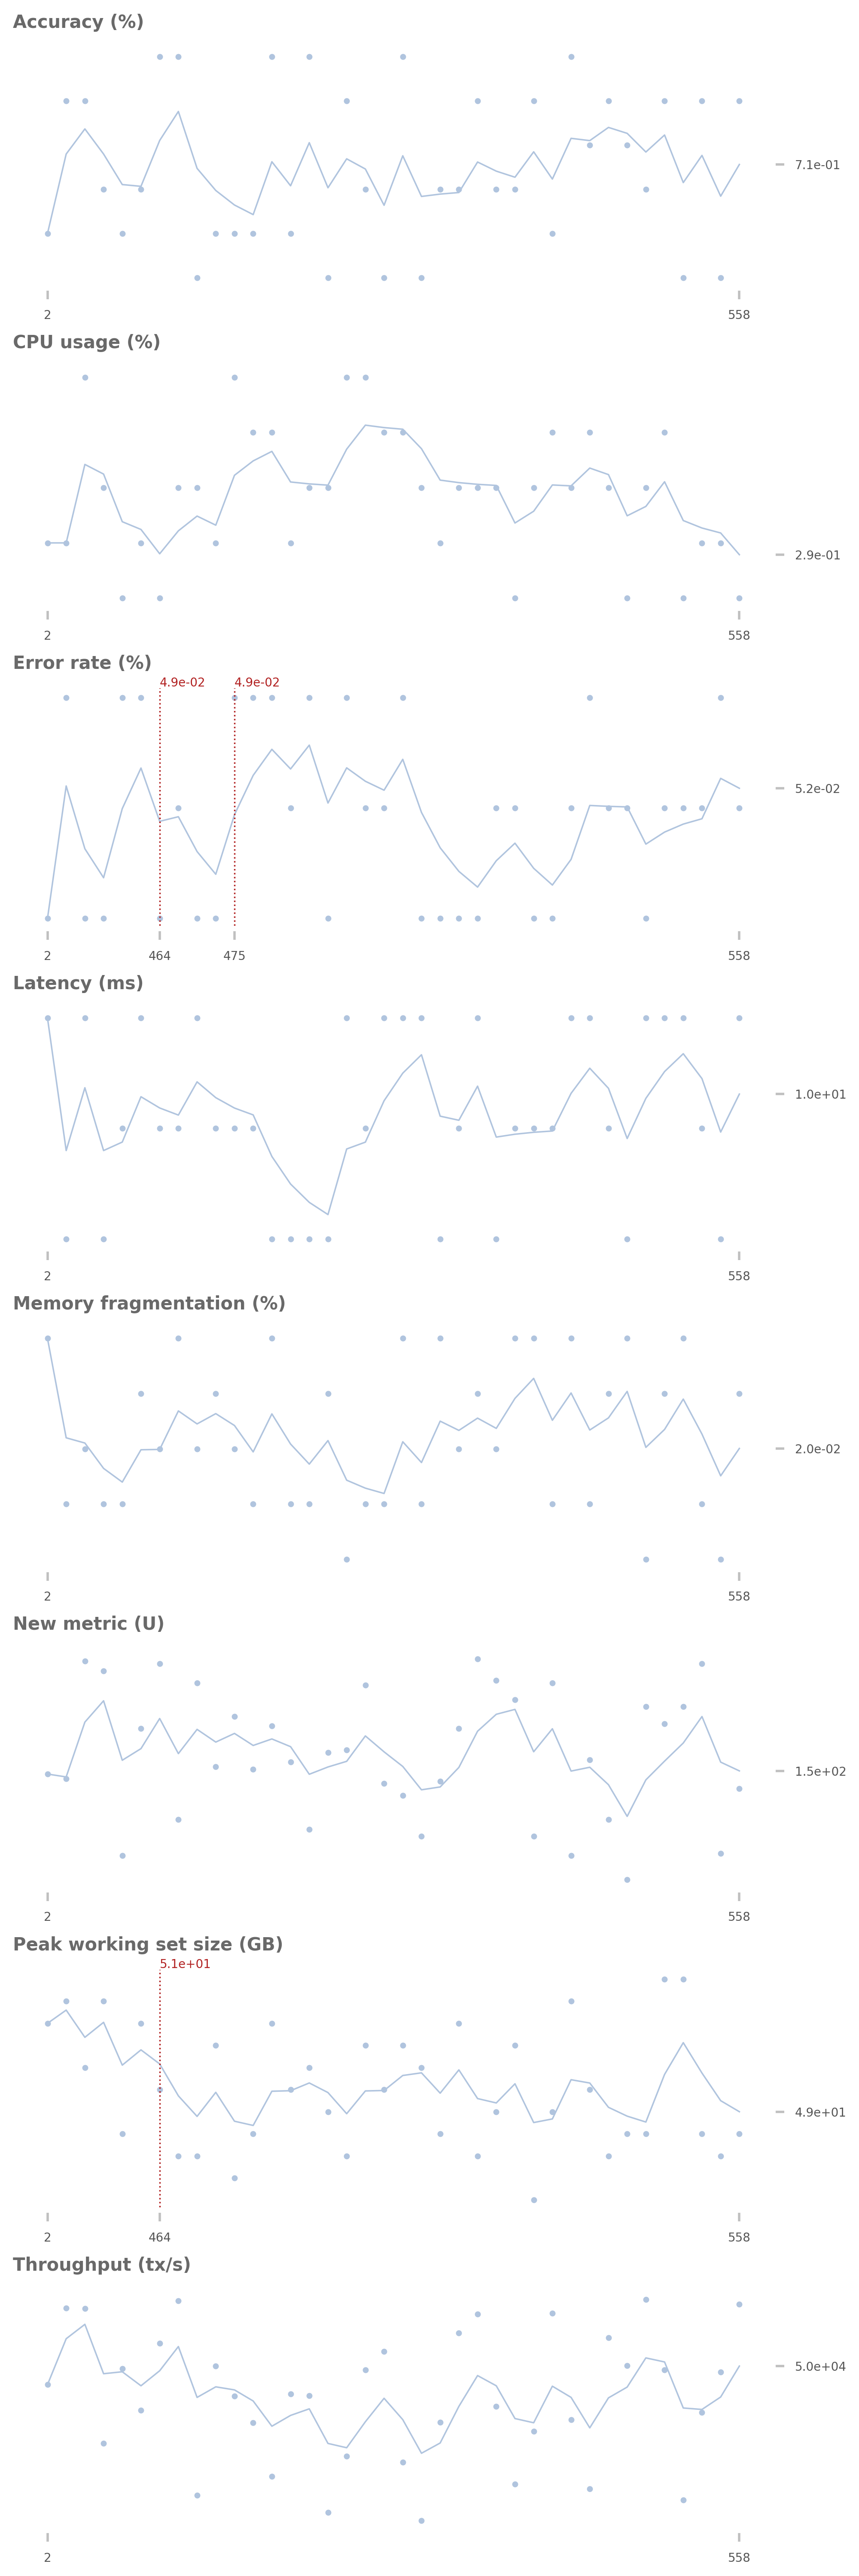 Accuracy (%)
7.1e-01
2 558
CPU usage (%)
2.9e-01
2 558
Error rate (%)
4.9e-02 4.9e-02
5.2e-02
2 464 475 558
Latency (ms)
1.0e+01
2 558
Memory fragmentation (%)
2.0e-02
2 558
New metric (U)
1.5e+02
2 558
Peak working set size (GB)
5.1e+01
4.9e+01
2 464 558
Throughput (tx/s)
5.0e+04
2 558